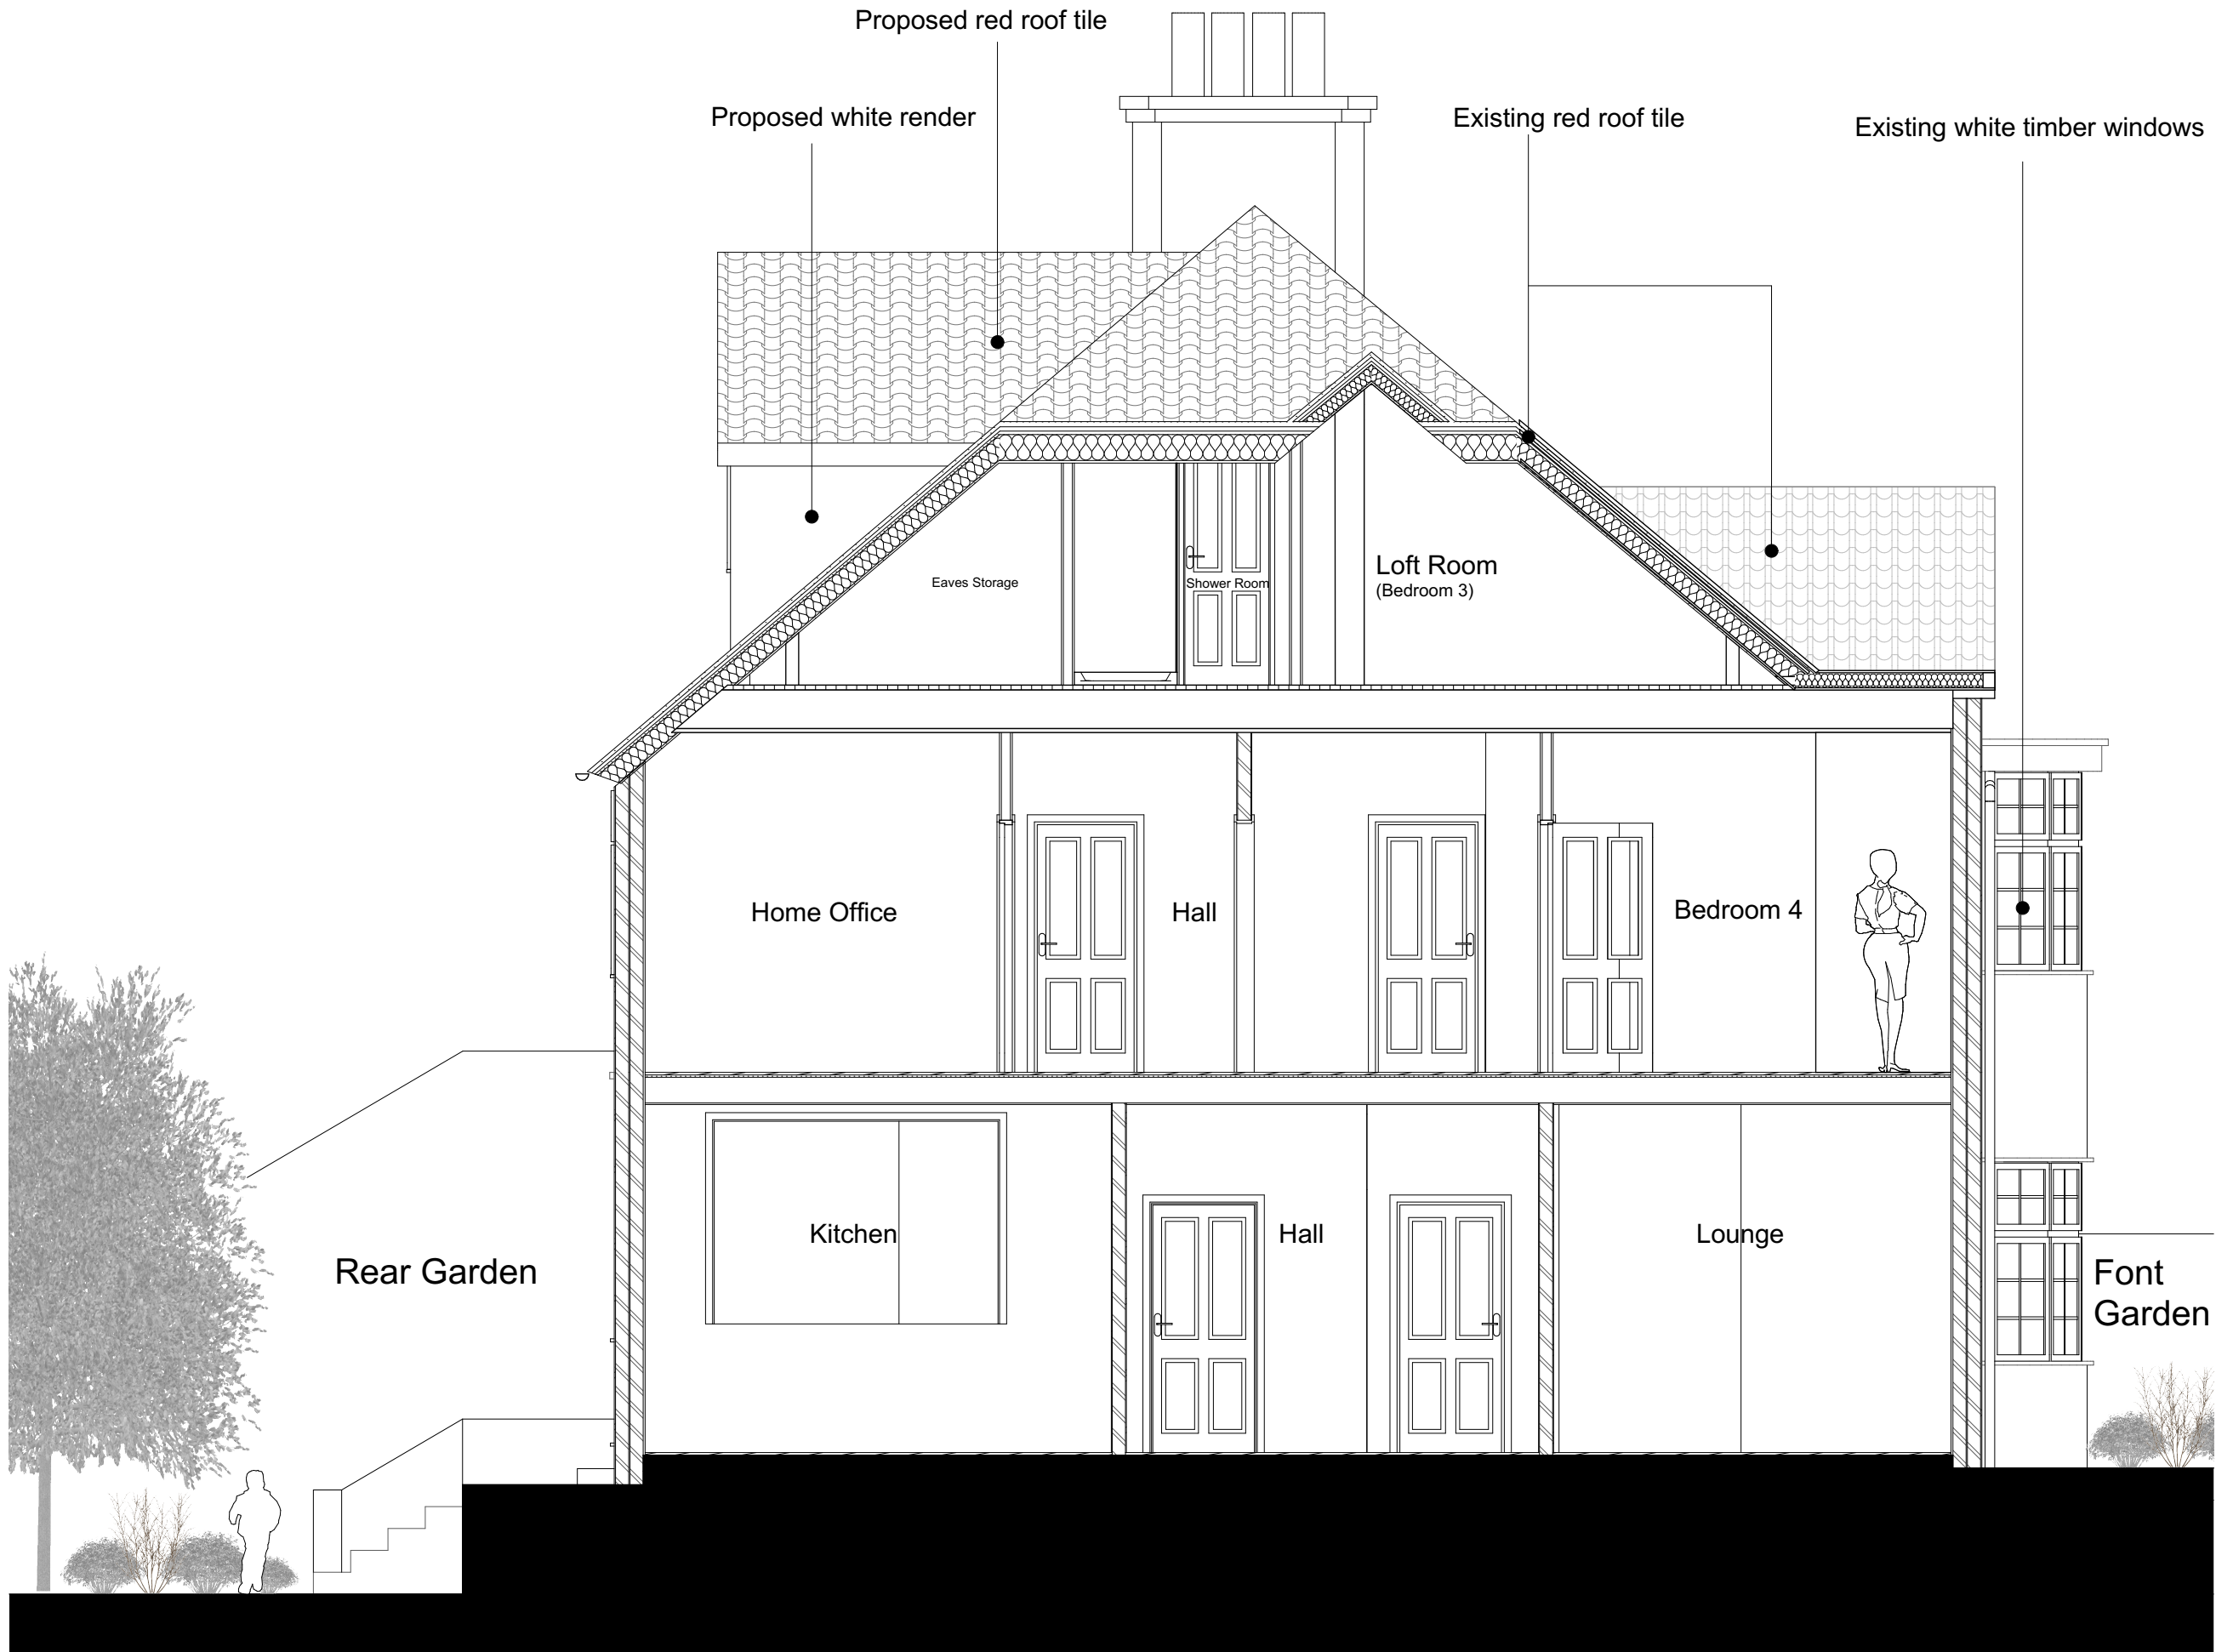 Proposed red roof tile
Proposed white render
Existing red roof tile
Existing white timber windows
Eaves Storage
Shower Room
Loft Room
(Bedroom 3)
Home Office
Hall
Bedroom 4
Rear Garden
Kitchen
Hall
Lounge
Font
Garden